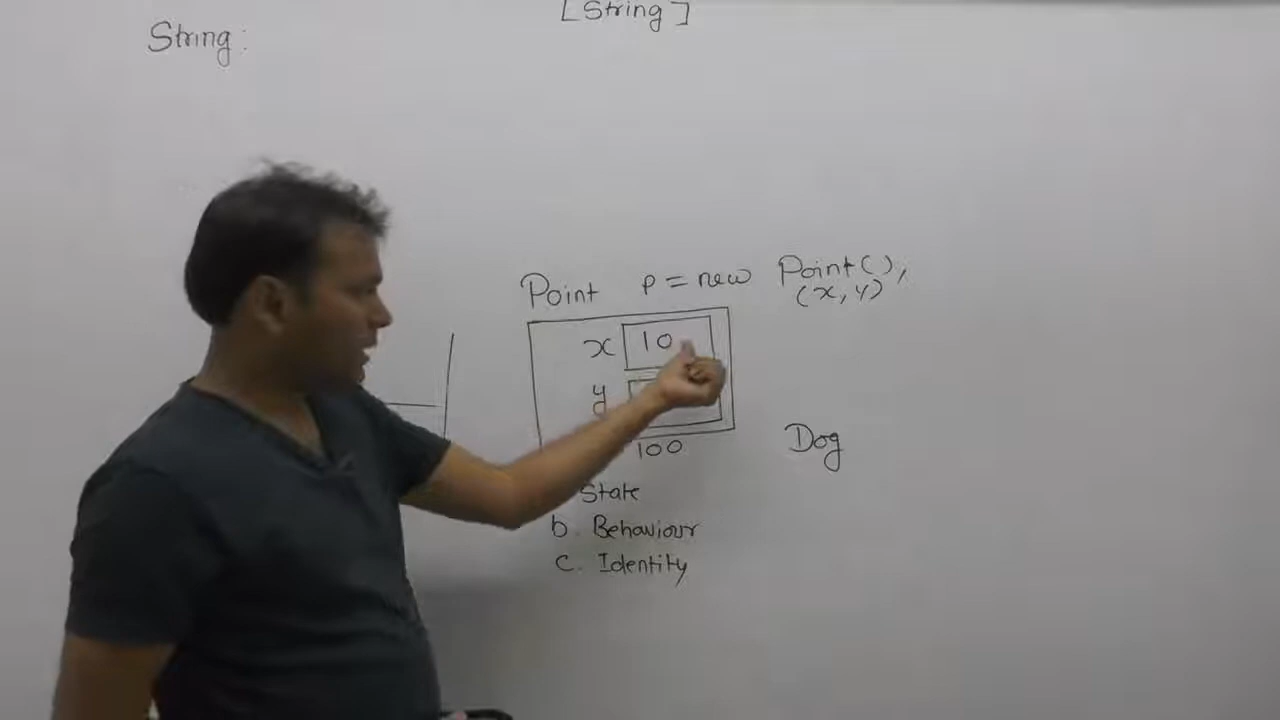 [String]
String:
Point p = new Point();
(x, y)
x 10
y
100
Dog
State
b. Behaviour
c. Identity